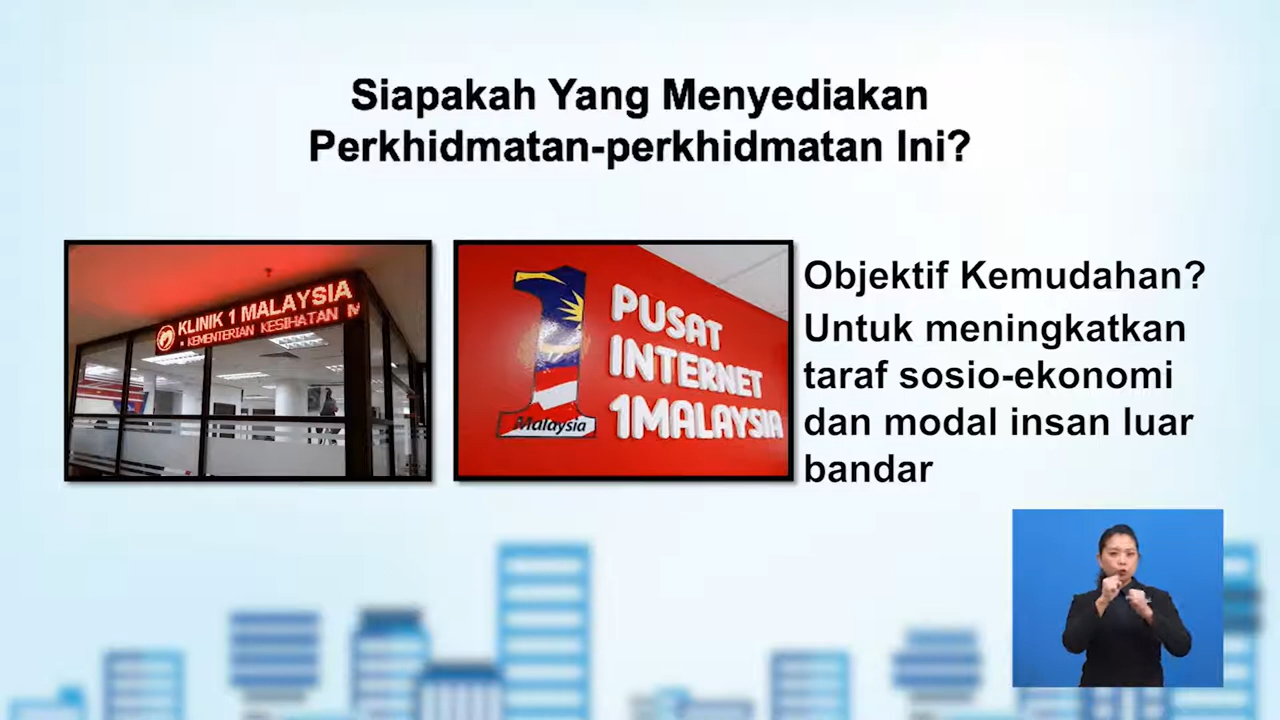 Siapakah Yang Menyediakan
Perkhidmatan-perkhidmatan Ini?
KLINIK 1 MALAYSIA
KEMENTERIAN KESIHATAN M
Malaysia
PUSAT
INTERNET
1MALAYSIA
Objektif Kemudahan?
Untuk meningkatkan
taraf sosio-ekonomi
dan modal insan luar
bandar